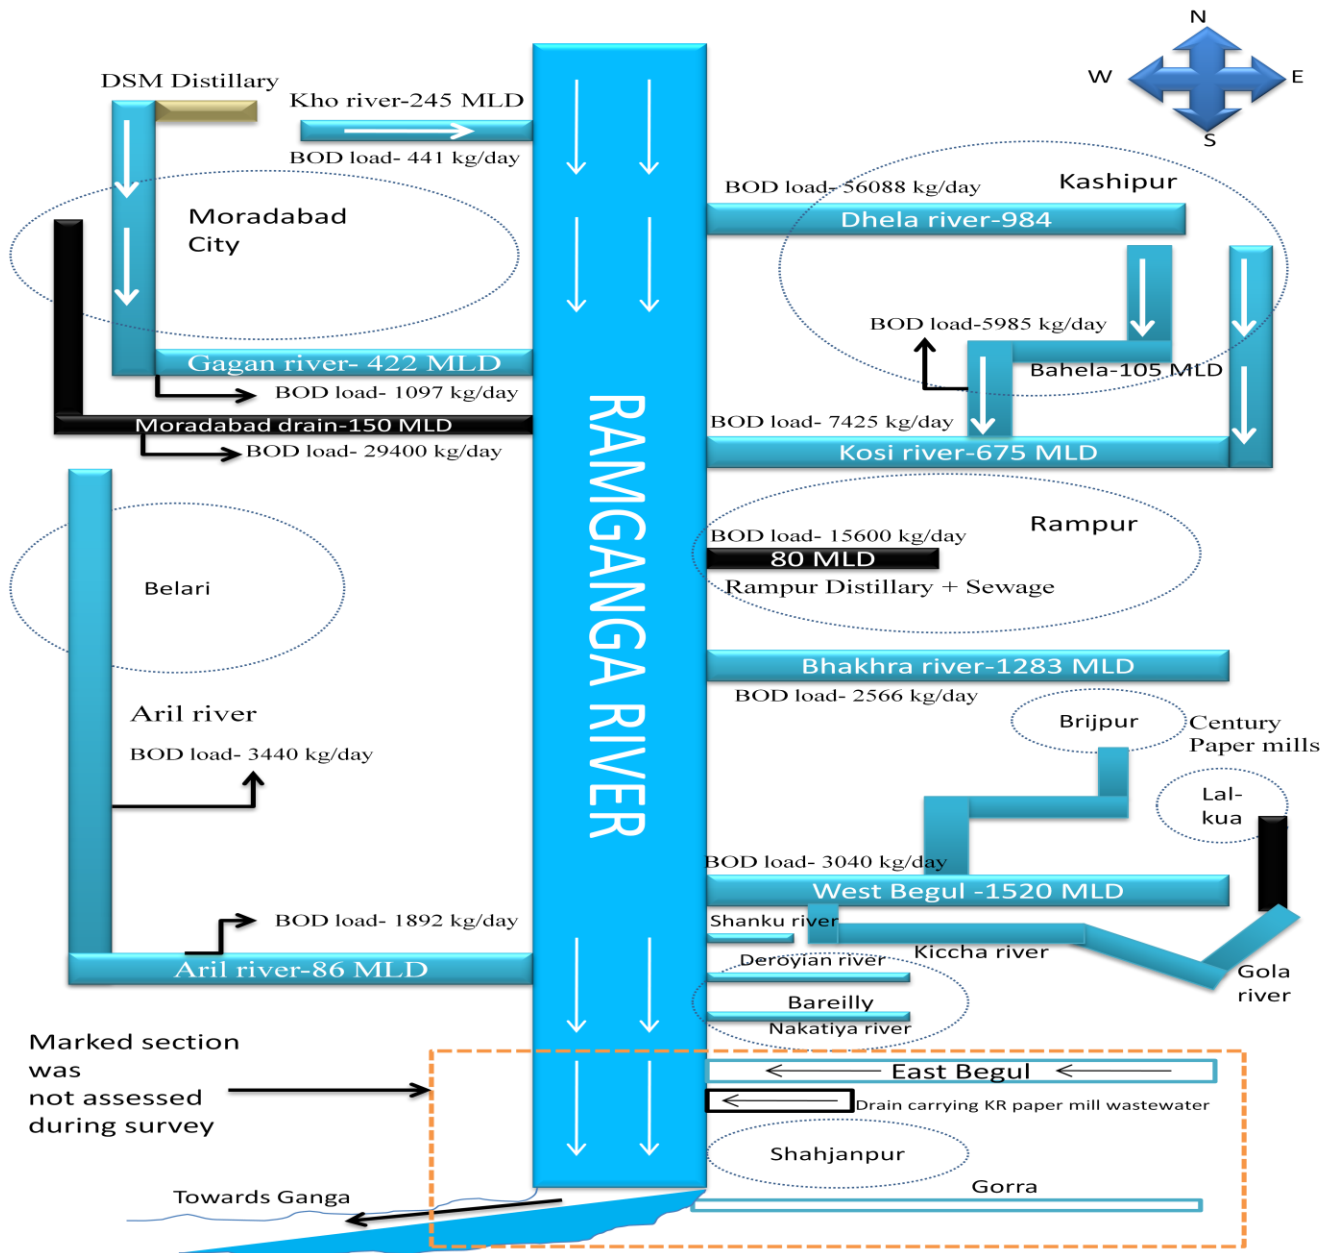 N
W
E
S
DSM Distillary
Kho river-245 MLD
BOD load- 441 kg/day
Moradabad
City
BOD load- 56088 kg/day
Kashipur
Dhela river-984
BOD load-5985 kg/day
Bahela-105 MLD
Gagan river- 422 MLD
BOD load- 1097 kg/day
Moradabad drain-150 MLD
BOD load- 29400 kg/day
BOD load- 7425 kg/day
Kosi river-675 MLD
RAMGANGA RIVER
Rampur
BOD load- 15600 kg/day
80 MLD
Rampur Distillary + Sewage
Belari
Bhakhra river-1283 MLD
BOD load- 2566 kg/day
Aril river
BOD load- 3440 kg/day
Brijpur
Century
Paper mills
Lal-
kua
BOD load- 3040 kg/day
West Begul -1520 MLD
BOD load- 1892 kg/day
Aril river-86 MLD
Shanku river
Kiccha river
Gola
river
Deroyian river
Bareilly
Nakatiya river
Marked section
was
not assessed
during survey
East Begul
Drain carrying KR paper mill wastewater
Shahjanpur
Gorra
Towards Ganga